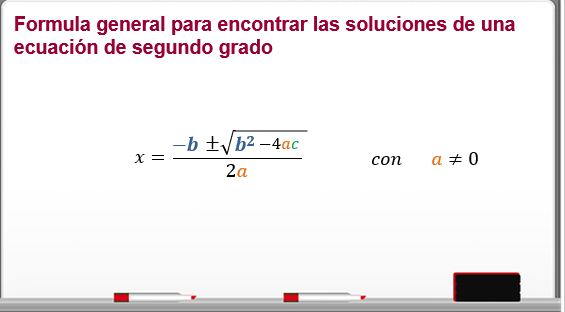 Formula general para encontrar las soluciones de una
ecuación de segundo grado
x = (−b ±√(b² −4ac)) / 2a con a ≠ 0